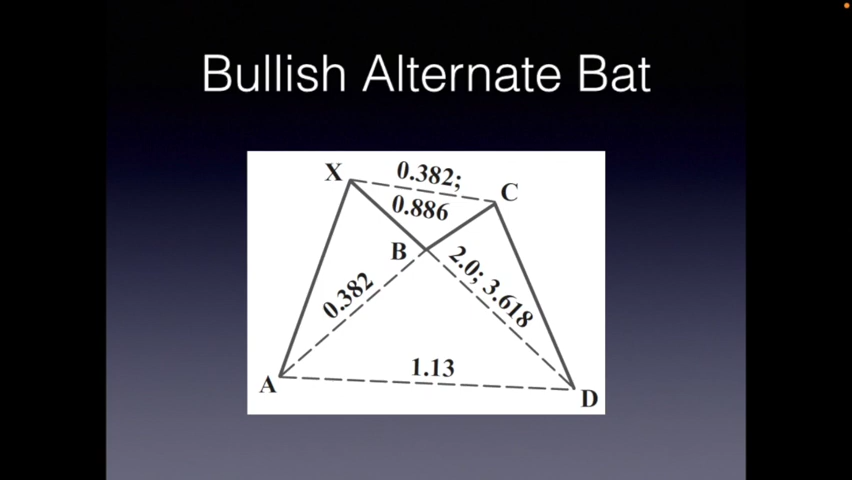 Bullish Alternate Bat
X
0.382;
0.886
C
B
0.382
2.0; 3.618
A
1.13
D